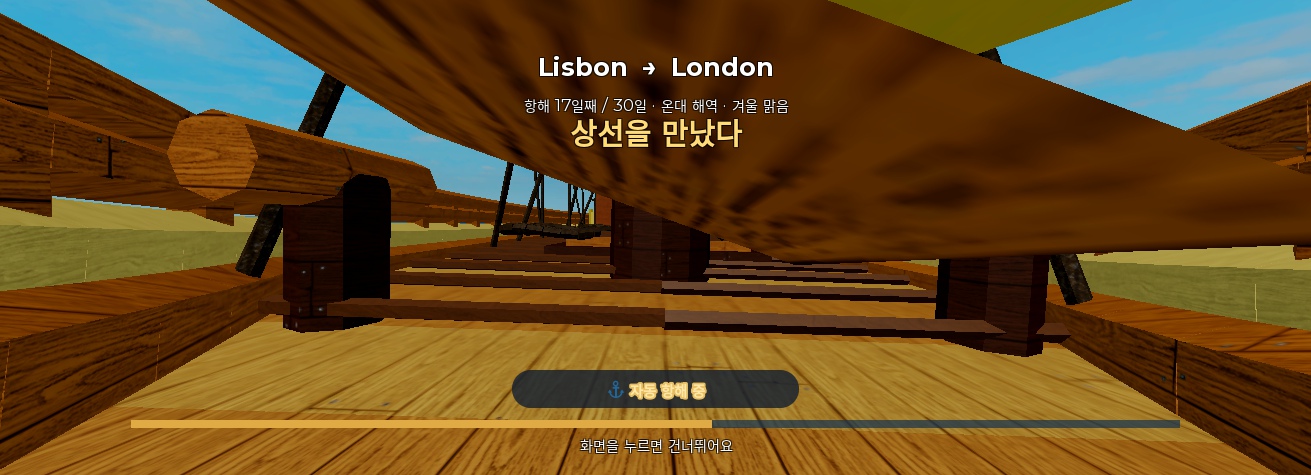 Lisbon → London
항해 17일째 / 30일 · 온대 해역 · 겨울 맑음
상선을 만났다
⚓ 자동 항해 중
화면을 누르면 건너뛰어요